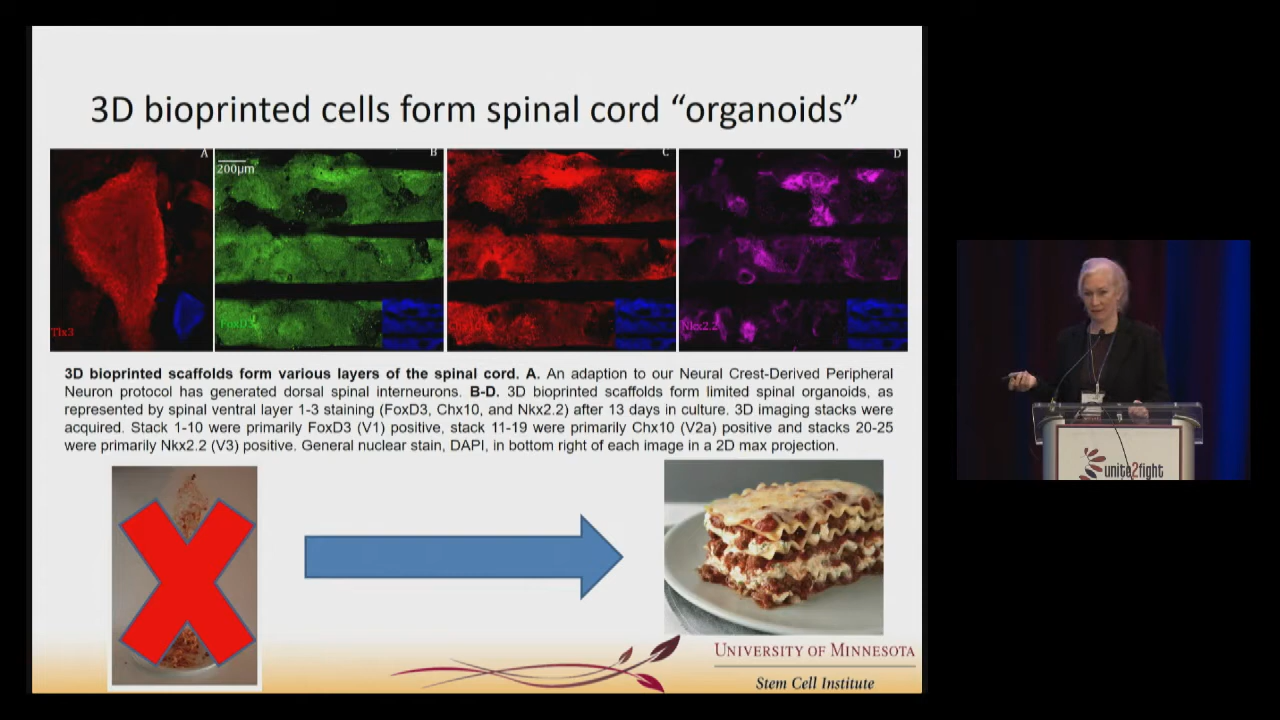 3D bioprinted cells form spinal cord “organoids”
A
B
C
D
200μm
Tlx3
FoxD3
Chx10
Nkx2.2
3D bioprinted scaffolds form various layers of the spinal cord. A. An adaption to our Neural Crest-Derived Peripheral
Neuron protocol has generated dorsal spinal interneurons. B-D. 3D bioprinted scaffolds form limited spinal organoids, as
represented by spinal ventral layer 1-3 staining (FoxD3, Chx10, and Nkx2.2) after 13 days in culture. 3D imaging stacks were
acquired. Stack 1-10 were primarily FoxD3 (V1) positive, stack 11-19 were primarily Chx10 (V2a) positive and stacks 20-25
were primarily Nkx2.2 (V3) positive. General nuclear stain, DAPI, in bottom right of each image in a 2D max projection.
UNIVERSITY OF MINNESOTA
Stem Cell Institute
unite2fight